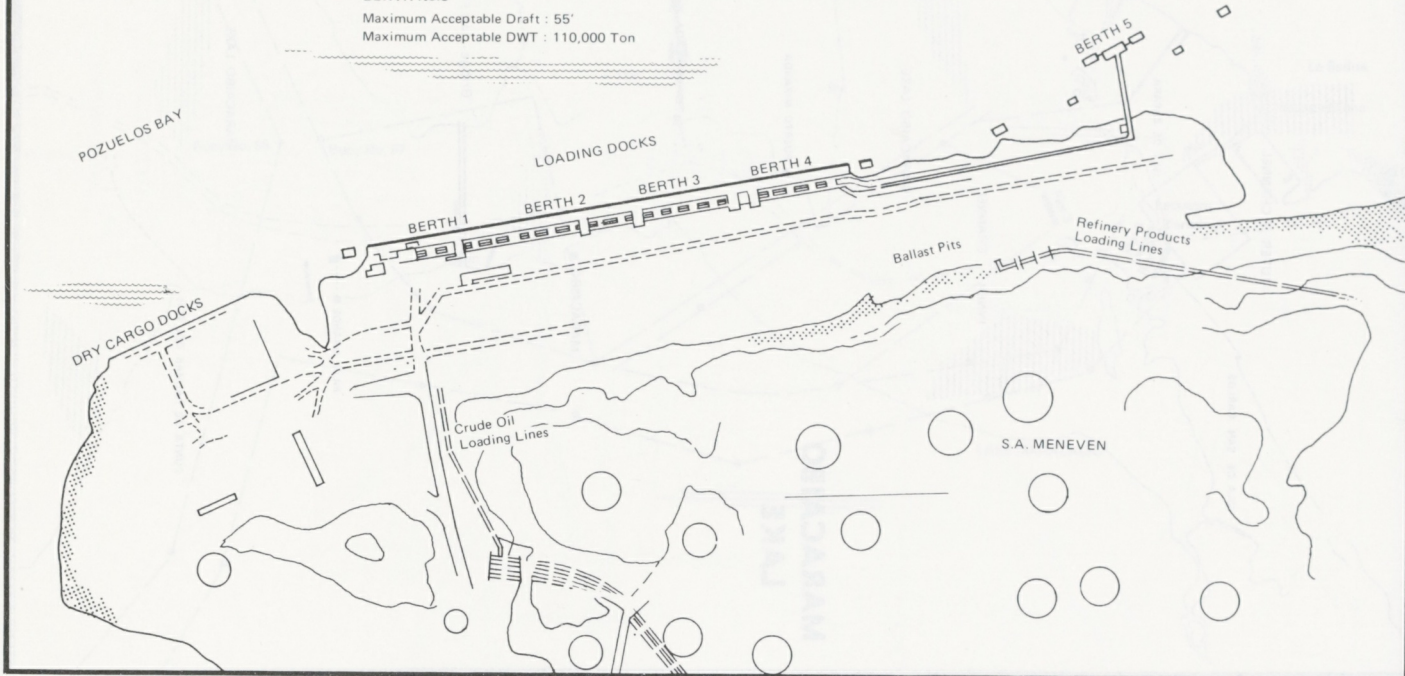 Maximum Acceptable Draft : 55'
Maximum Acceptable DWT : 110,000 Ton
BERTH 5
POZUELOS BAY
LOADING DOCKS
BERTH 4
BERTH 3
BERTH 2
BERTH 1
Refinery Products
Loading Lines
Ballast Pits
DRY CARGO DOCKS
Crude Oil
Loading Lines
S.A. MENEVEN
LAKE
MARACAIBO